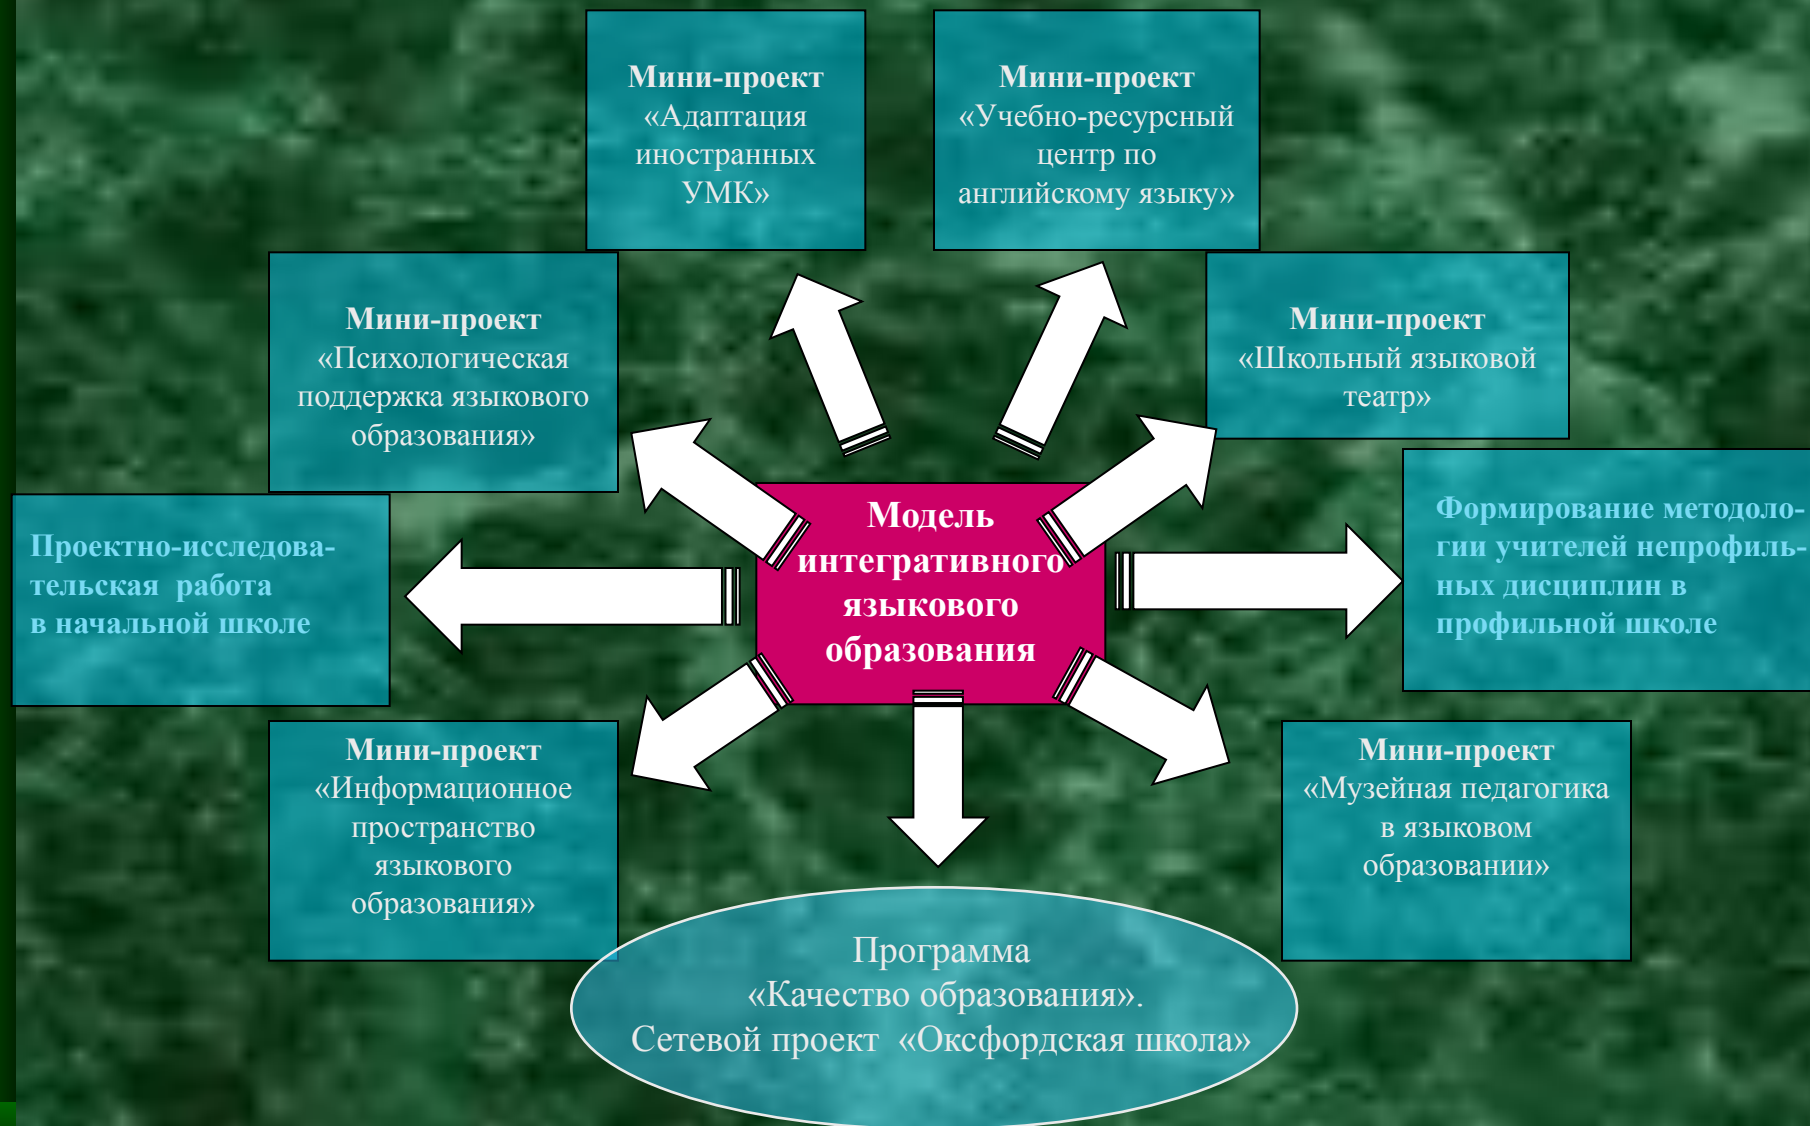 Мини-проект
«Адаптация
иностранных
УМК»
Мини-проект
«Учебно-ресурсный
центр по
английскому языку»
Мини-проект
«Психологическая
поддержка языкового
образования»
Мини-проект
«Школьный языковой
театр»
Проектно-исследова-
тельская работа
в начальной школе
Модель
интегративного
языкового
образования
Формирование методоло-
гии учителей непрофиль-
ных дисциплин в
профильной школе
Мини-проект
«Информационное
пространство
языкового
образования»
Мини-проект
«Музейная педагогика
в языковом
образовании»
Программа
«Качество образования».
Сетевой проект «Оксфордская школа»